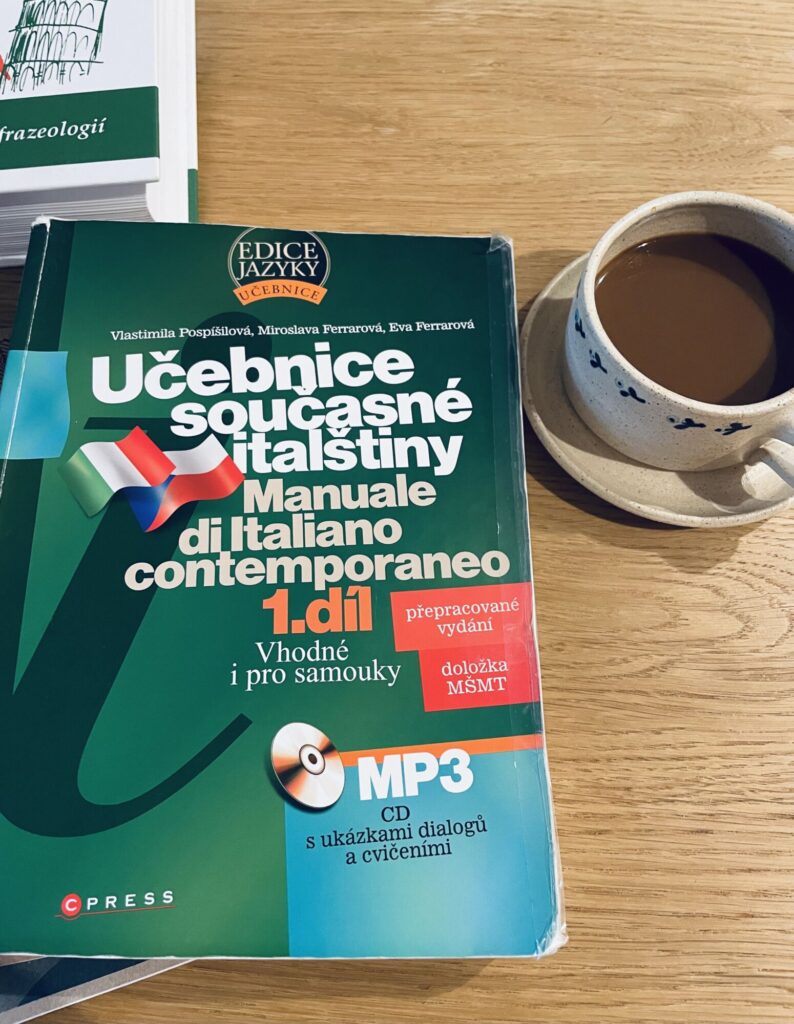 frazeologií
EDICE
JAZYKY
UČEBNICE
Vlastimila Pospíšilová, Miroslava Ferrarová, Eva Ferrarová
Učebnice
současné
italštiny
Manuale
di Italiano
contemporaneo
1.díl
přepracované
vydání
Vhodné
i pro samouky
doložka
MŠMT
MP3
CD
s ukázkami dialogů
a cvičeními
CPRESS